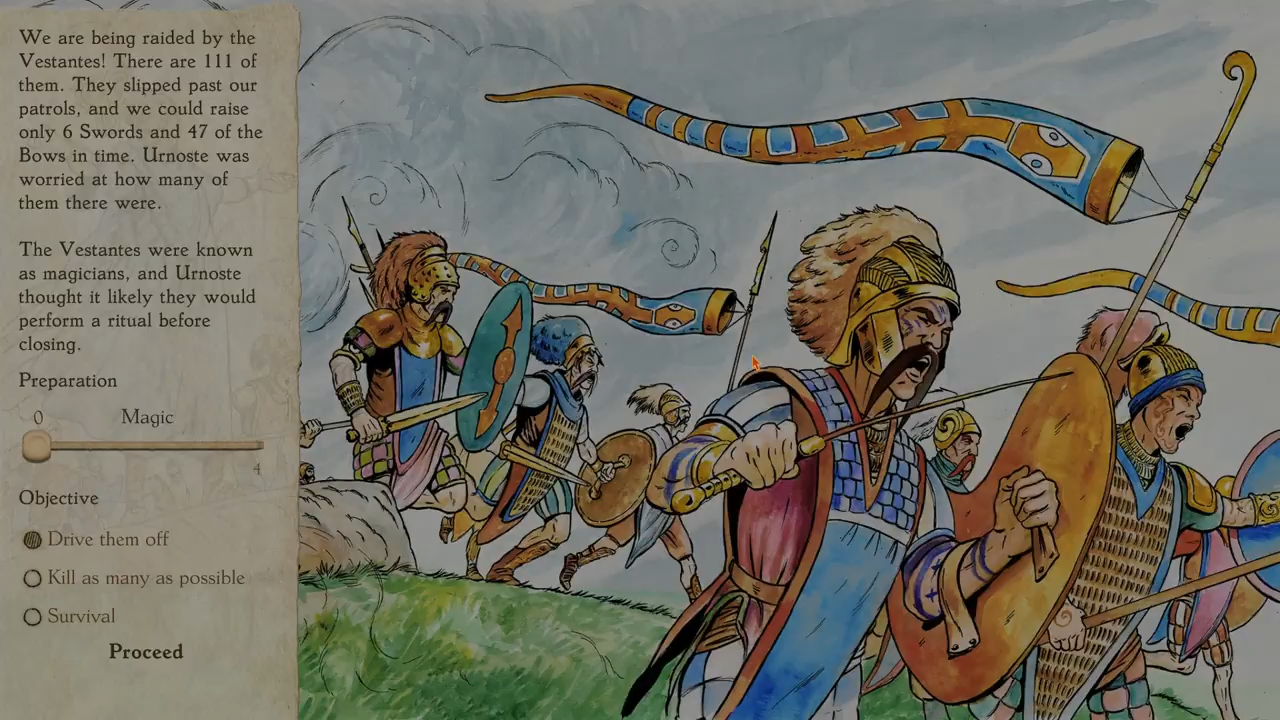 We are being raided by the
Vestantes! There are 111 of
them. They slipped past our
patrols, and we could raise
only 6 Swords and 47 of the
Bows in time. Urnoste was
worried at how many of
them there were.
The Vestantes were known
as magicians, and Urnoste
thought it likely they would
perform a ritual before
closing.
Preparation
0 Magic
4
Objective
Drive them off
Kill as many as possible
Survival
Proceed